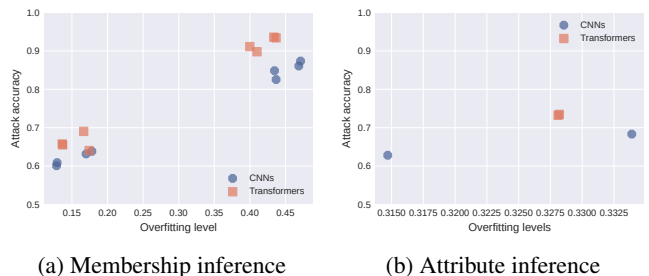 1.0
0.9
0.8
0.7
0.6
0.5
Attack accuracy
0.15 0.20 0.25 0.30 0.35 0.40 0.45
Overfitting level
CNNs
Transformers
(a) Membership inference
1.0
0.9
0.8
0.7
0.6
0.5
Attack accuracy
0.3150 0.3175 0.3200 0.3225 0.3250 0.3275 0.3300 0.3325
Overfitting levels
CNNs
Transformers
(b) Attribute inference